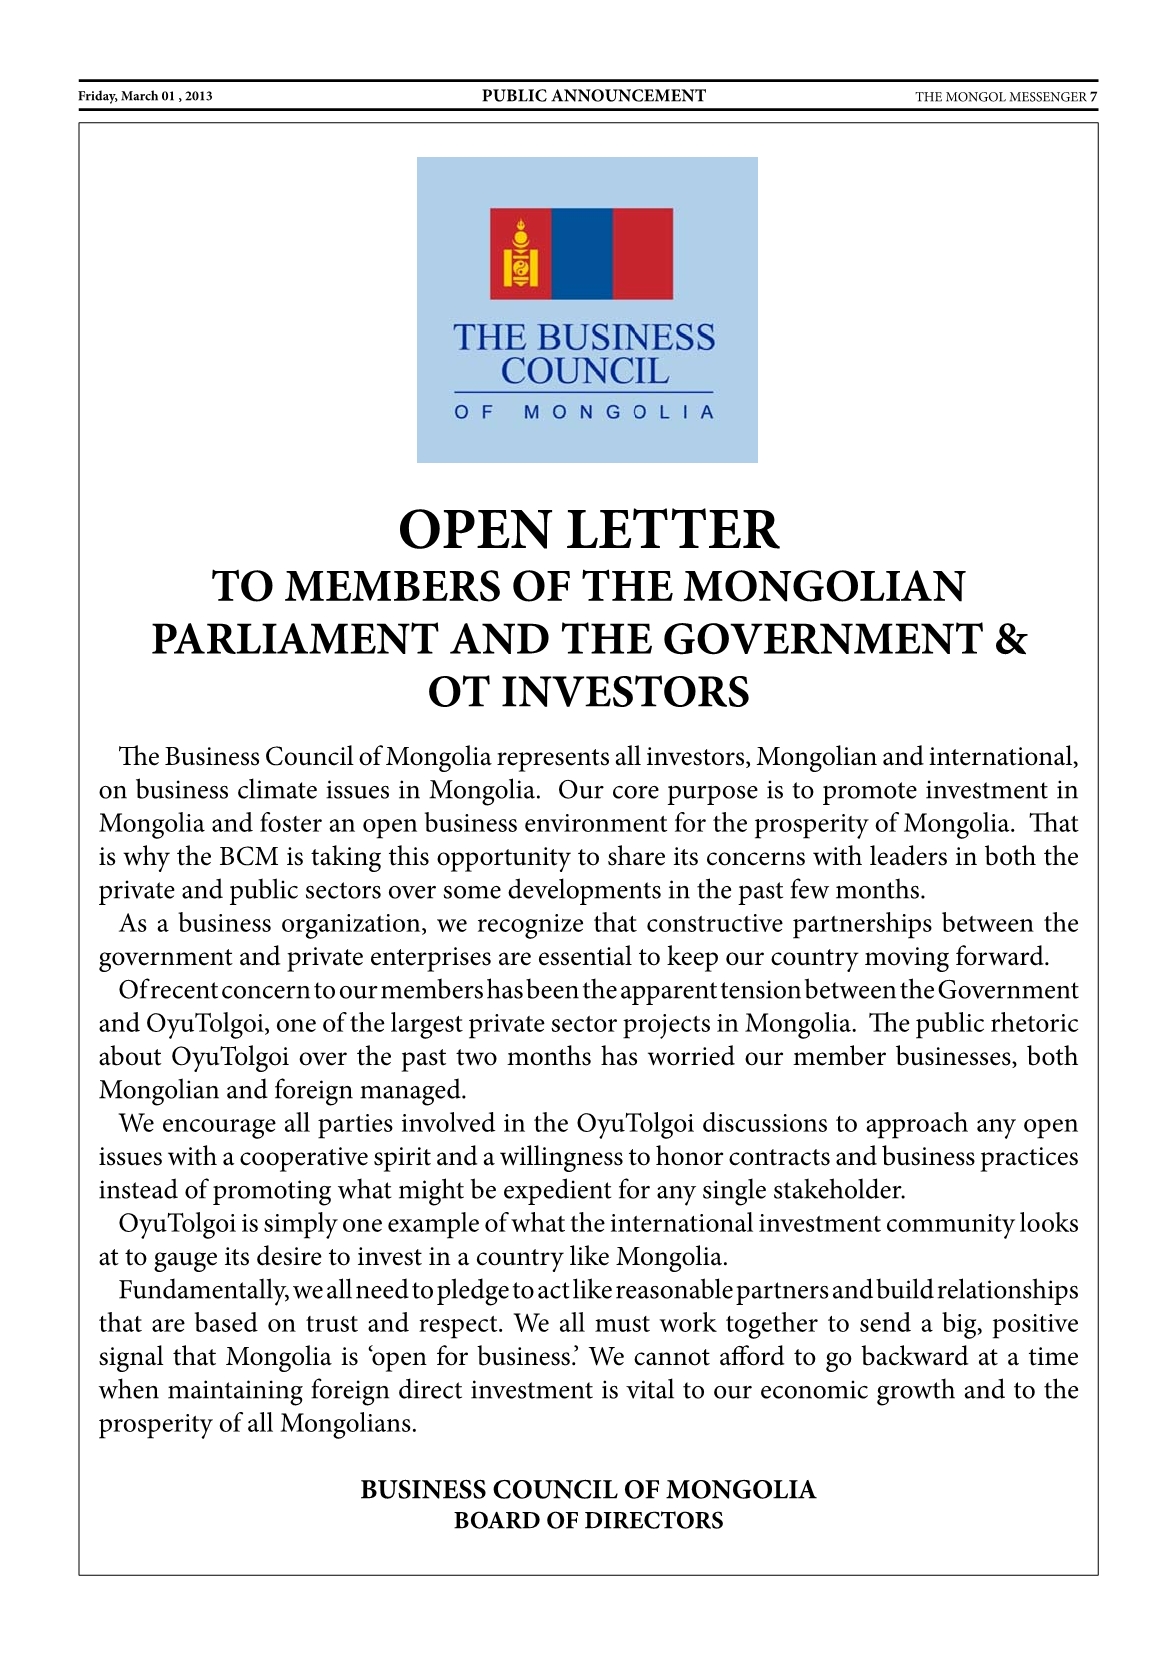 Friday, March 01 , 2013 PUBLIC ANNOUNCEMENT THE MONGOL MESSENGER 7
THE BUSINESS
COUNCIL
OF MONGOLIA
OPEN LETTER
TO MEMBERS OF THE MONGOLIAN
PARLIAMENT AND THE GOVERNMENT &
OT INVESTORS
The Business Council of Mongolia represents all investors, Mongolian and international,
on business climate issues in Mongolia.  Our core purpose is to promote investment in
Mongolia and foster an open business environment for the prosperity of Mongolia.  That
is why the BCM is taking this opportunity to share its concerns with leaders in both the
private and public sectors over some developments in the past few months.
As a business organization, we recognize that constructive partnerships between the
government and private enterprises are essential to keep our country moving forward.
Of recent concern to our members has been the apparent tension between the Government
and OyuTolgoi, one of the largest private sector projects in Mongolia.  The public rhetoric
about OyuTolgoi over the past two months has worried our member businesses, both
Mongolian and foreign managed.
We encourage all parties involved in the OyuTolgoi discussions to approach any open
issues with a cooperative spirit and a willingness to honor contracts and business practices
instead of promoting what might be expedient for any single stakeholder.
OyuTolgoi is simply one example of what the international investment community looks
at to gauge its desire to invest in a country like Mongolia.
Fundamentally, we all need to pledge to act like reasonable partners and build relationships
that are based on trust and respect. We all must work together to send a big, positive
signal that Mongolia is ‘open for business.’ We cannot afford to go backward at a time
when maintaining foreign direct investment is vital to our economic growth and to the
prosperity of all Mongolians.
BUSINESS COUNCIL OF MONGOLIA
BOARD OF DIRECTORS